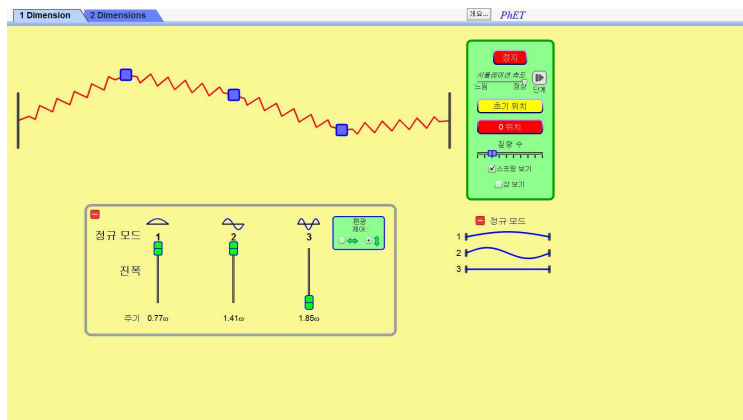 1 Dimension 2 Dimensions 개요... PhET
정지
시뮬레이션 속도
느림 정상 단계
초기 위치
0 위치
질량 수
스프링 보기
상 보기
정규 모드 1 2 3
편광
제어:
진폭
주기 0.77ω 1.41ω 1.85ω
정규 모드
1
2
3